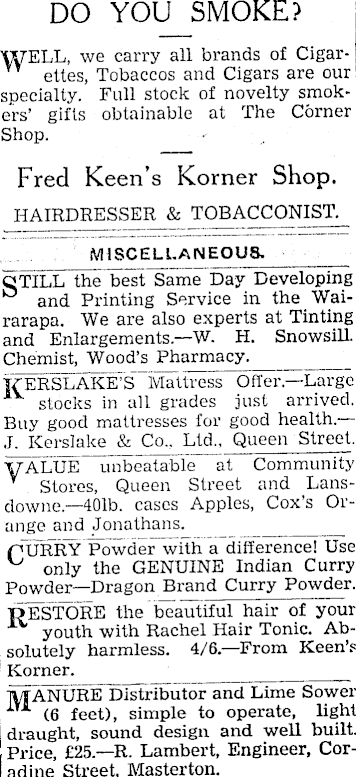 DO YOU SMOKE?
WELL, we carry all brands of Cigar-
ettes, Tobaccos and Cigars are our
specialty. Full stock of novelty smok-
ers' gifts obtainable at The Corner
Shop.
Fred Keen's Korner Shop.
HAIRDRESSER & TOBACCONIST.
MISCELLANEOUS.
STILL the best Same Day Developing
and Printing Service in the Wai-
rarapa. We are also experts at Tinting
and Enlargements.—W. H. Snowsill.
Chemist, Wood's Pharmacy.
KERSLAKE'S Mattress Offer.—Large
stocks in all grades just arrived.
Buy good mattresses for good health.—
J. Kerslake & Co., Ltd., Queen Street.
VALUE unbeatable at Community
Stores, Queen Street and Lans-
downe.—40lb. cases Apples, Cox's Or-
ange and Jonathans.
CURRY Powder with a difference! Use
only the GENUINE Indian Curry
Powder—Dragon Brand Curry Powder.
RESTORE the beautiful hair of your
youth with Rachel Hair Tonic. Ab-
solutely harmless. 4/6.—From Keen's
Korner.
MANURE Distributor and Lime Sower
(6 feet), simple to operate, light
draught, sound design and well built.
Price, £25.—R. Lambert, Engineer, Cor-
adine Street, Masterton.